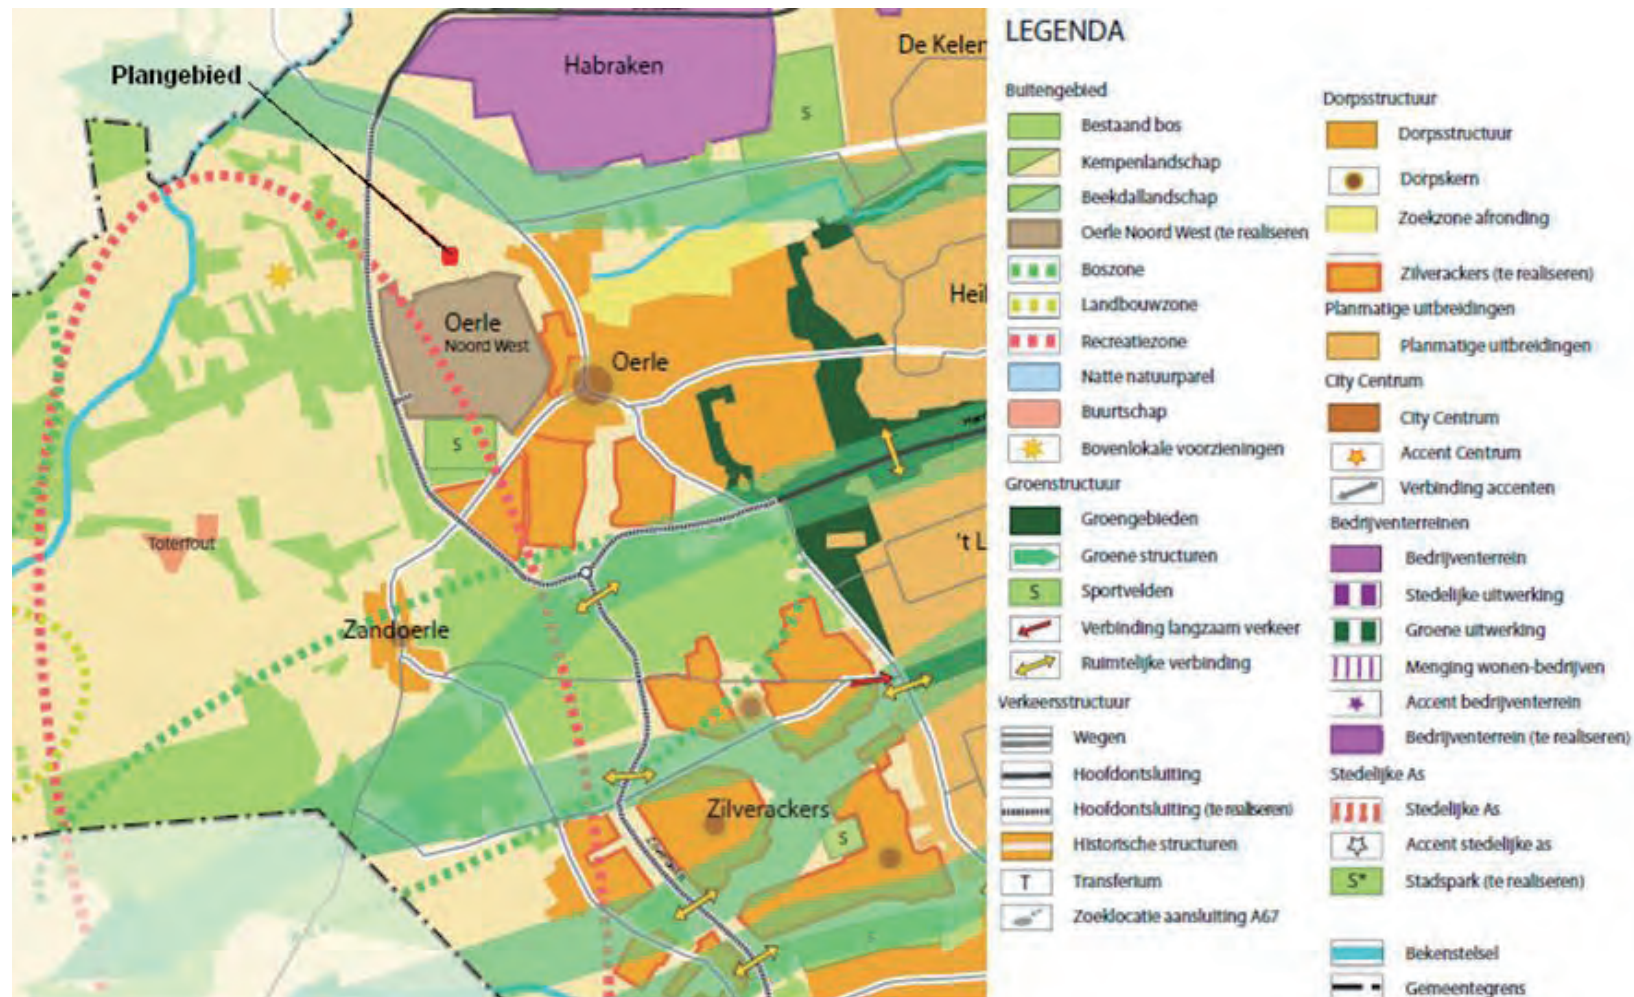 Plangebied
Habraken
De Kelen
S
Oerle
Noord West
Oerle
Heil
S
't L
Toterfout
Zandoerle
Zilverackers
S
S
LEGENDA
Buitengebied
Bestaand bos
Kempenlandschap
Beekdallandschap
Oerle Noord West (te realiseren
Boszone
Landbouwzone
Recreatiezone
Natte natuurparel
Buurtschap
Bovenlokale voorzieningen
Groenstructuur
Groengebieden
Groene structuren
S Sportvelden
Verbinding langzaam verkeer
Ruimtelijke verbinding
Verkeersstructuur
Wegen
Hoofdontsluiting
Hoofdontsluiting (te realiseren)
Historische structuren
T Transferium
Zoeklocatie aansluiting A67
Dorpsstructuur
Dorpsstructuur
Dorpskern
Zoekzone afronding
Zilverackers (te realiseren)
Planmatige uitbreidingen
Planmatige uitbreidingen
City Centrum
City Centrum
Accent Centrum
Verbinding accenten
Bedrijventerreinen
Bedrijventerrein
Stedelijke uitwerking
Groene uitwerking
Menging wonen-bedrijven
Accent bedrijventerrein
Bedrijventerrein (te realiseren)
Stedelijke As
Stedelijke As
Accent stedelijke as
S* Stadspark (te realiseren)
Bekenstelsel
Gemeentegrens